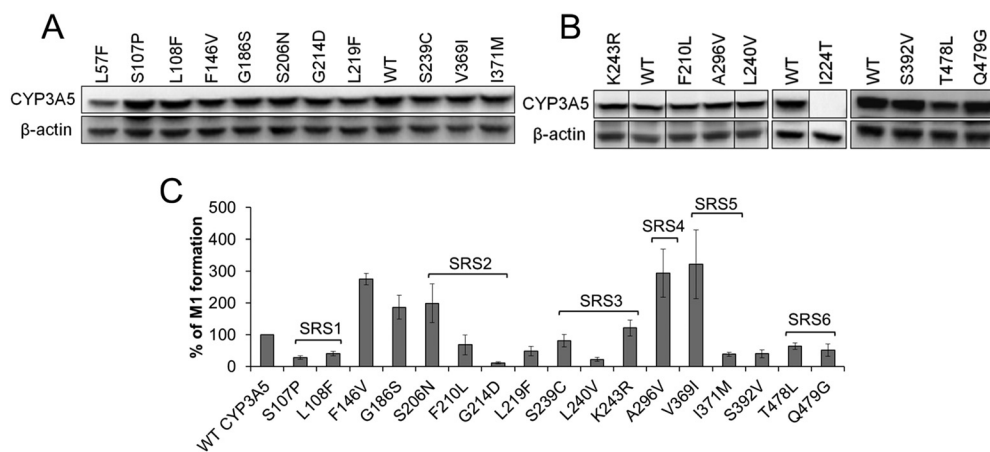 A
L57F S107P L108F F146V G186S S206N G214D L219F WT S239C V369I I371M
CYP3A5
β-actin
B
K243R WT F210L A296V L240V WT I224T WT S392V T478L Q479G
CYP3A5
β-actin
C
% of M1 formation
500
400
300
200
100
0
SRS1
SRS2
SRS3
SRS4
SRS5
SRS6
WT CYP3A5
S107P
L108F
F146V
G186S
S206N
F210L
G214D
L219F
S239C
L240V
K243R
A296V
V369I
I371M
S392V
T478L
Q479G